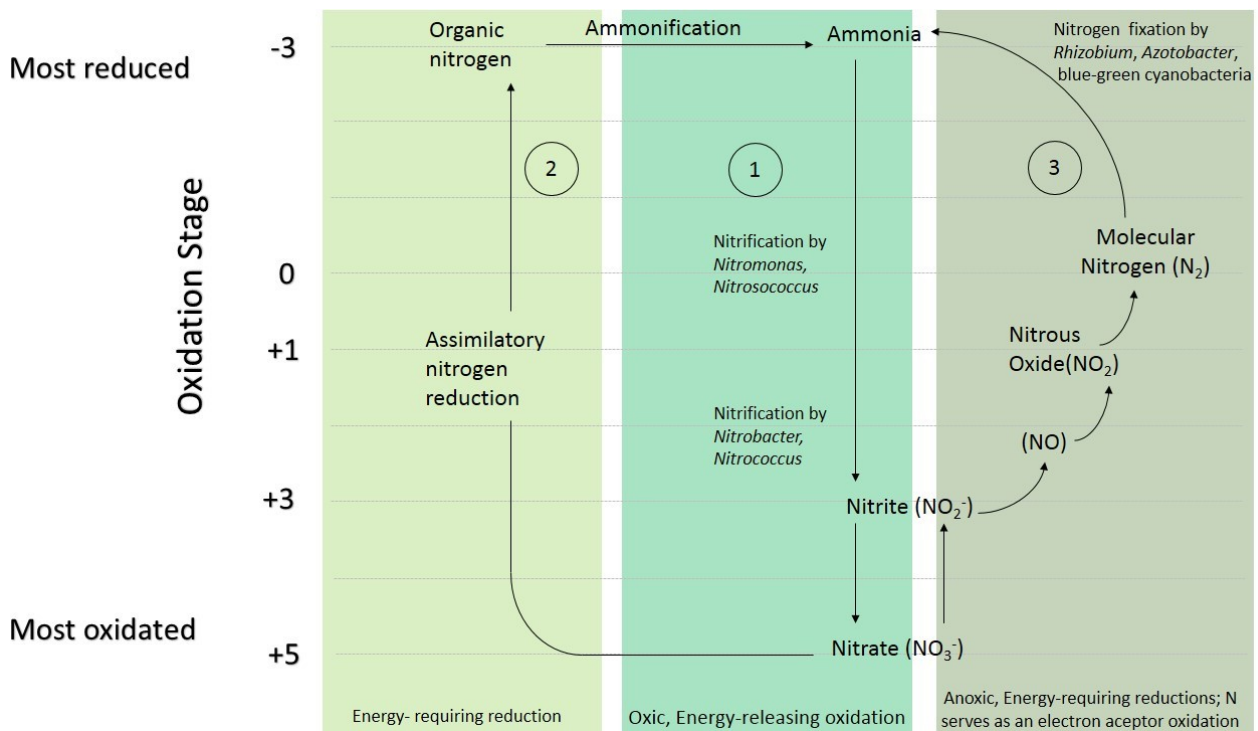 Most reduced
Oxidation Stage
Most oxidated
-3
0
+1
+3
+5
Organic
nitrogen
Ammonification
Ammonia
Nitrogen fixation by
Rhizobium, Azotobacter,
blue-green cyanobacteria
2
1
3
Nitrification by
Nitromonas,
Nitrosococcus
Molecular
Nitrogen (N₂)
Assimilatory
nitrogen
reduction
Nitrous
Oxide(NO₂)
Nitrification by
Nitrobacter,
Nitrococcus
(NO)
Nitrite (NO₂⁻)
Nitrate (NO₃⁻)
Energy- requiring reduction
Oxic, Energy-releasing oxidation
Anoxic, Energy-requiring reductions; N
serves as an electron aceptor oxidation